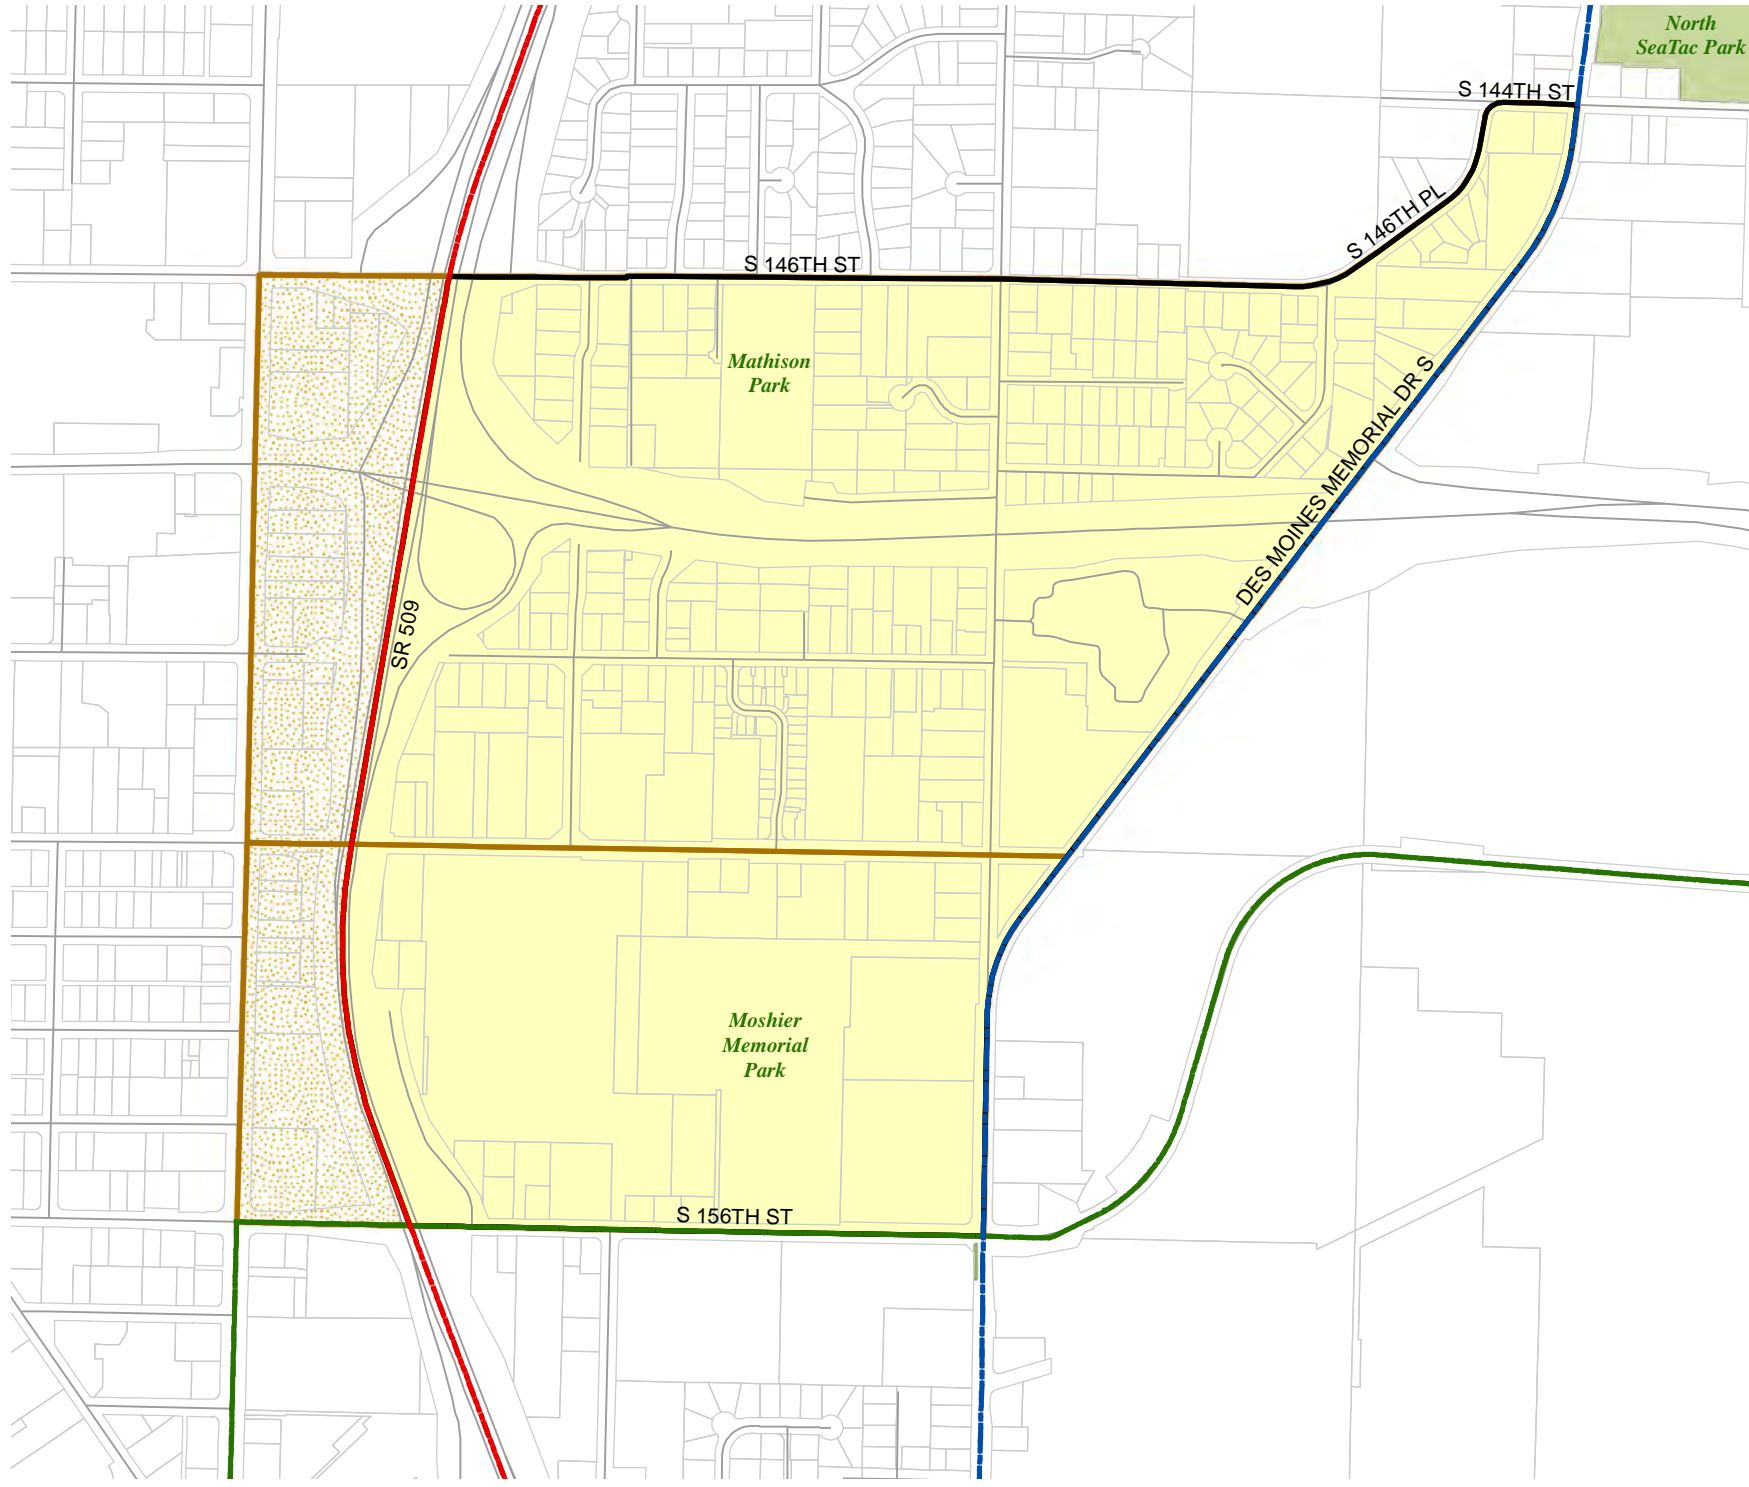 North
SeaTac Park
S 144TH ST
S 146TH PL
S 146TH ST
Mathison
Park
DES MOINES MEMORIAL DR S
SR 509
Moshier
Memorial
Park
S 156TH ST